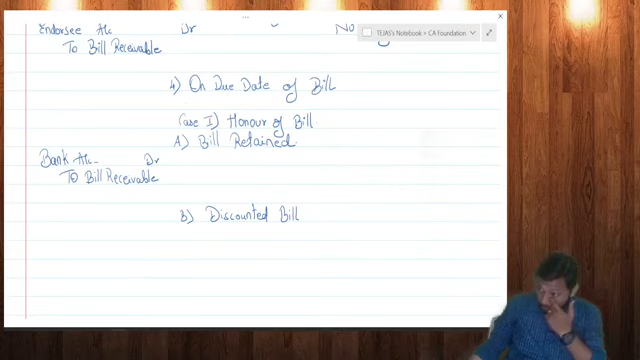 Endorsee A/c Dr No
To Bill Receivable
TEJAS's Notebook > CA Foundation
4) On Due Date of Bill
Case I) Honour of Bill
A) Bill Retained
Bank A/c Dr
To Bill Receivable
B) Discounted Bill